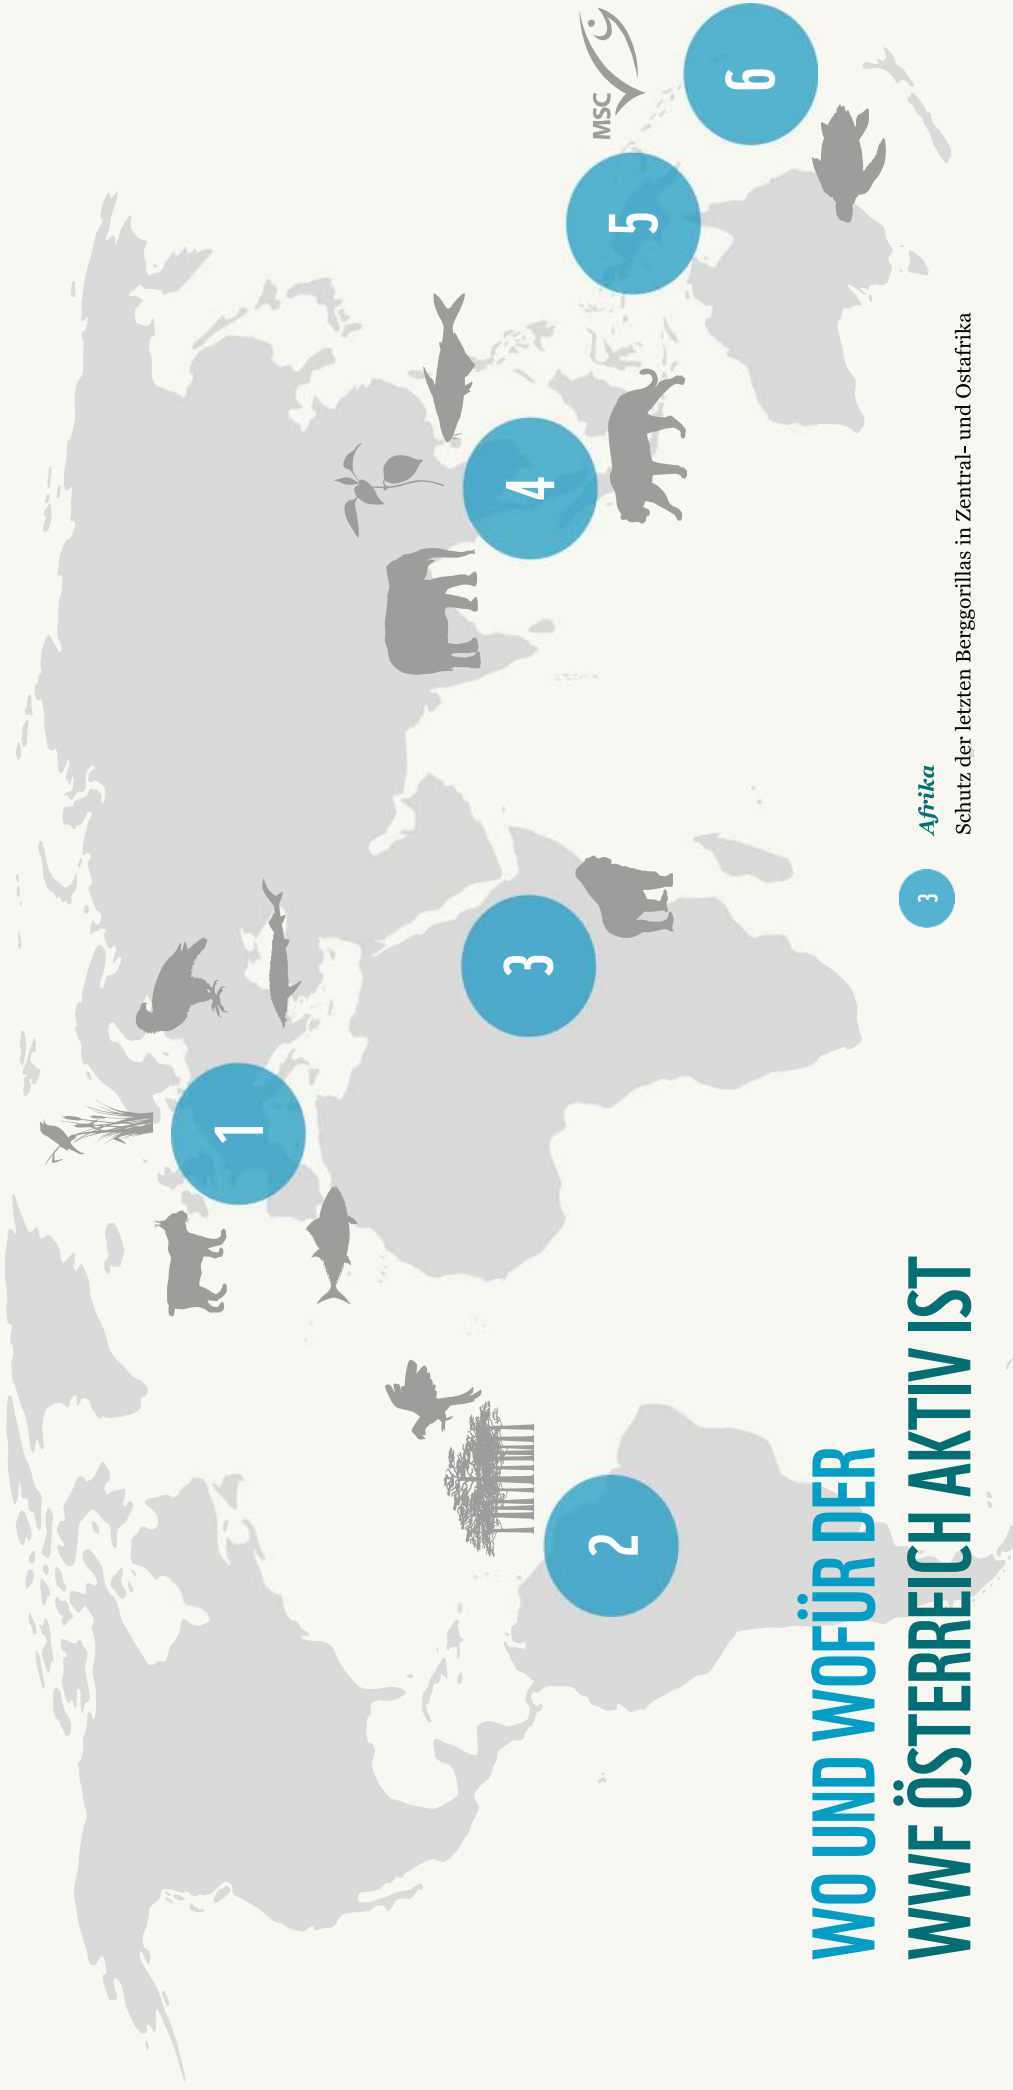 MSC
6
5
4
3
1
2
WO UND WOFÜR DER
WWF ÖSTERREICH AKTIV IST
3
Afrika
Schutz der letzten Berggorillas in Zentral- und Ostafrika